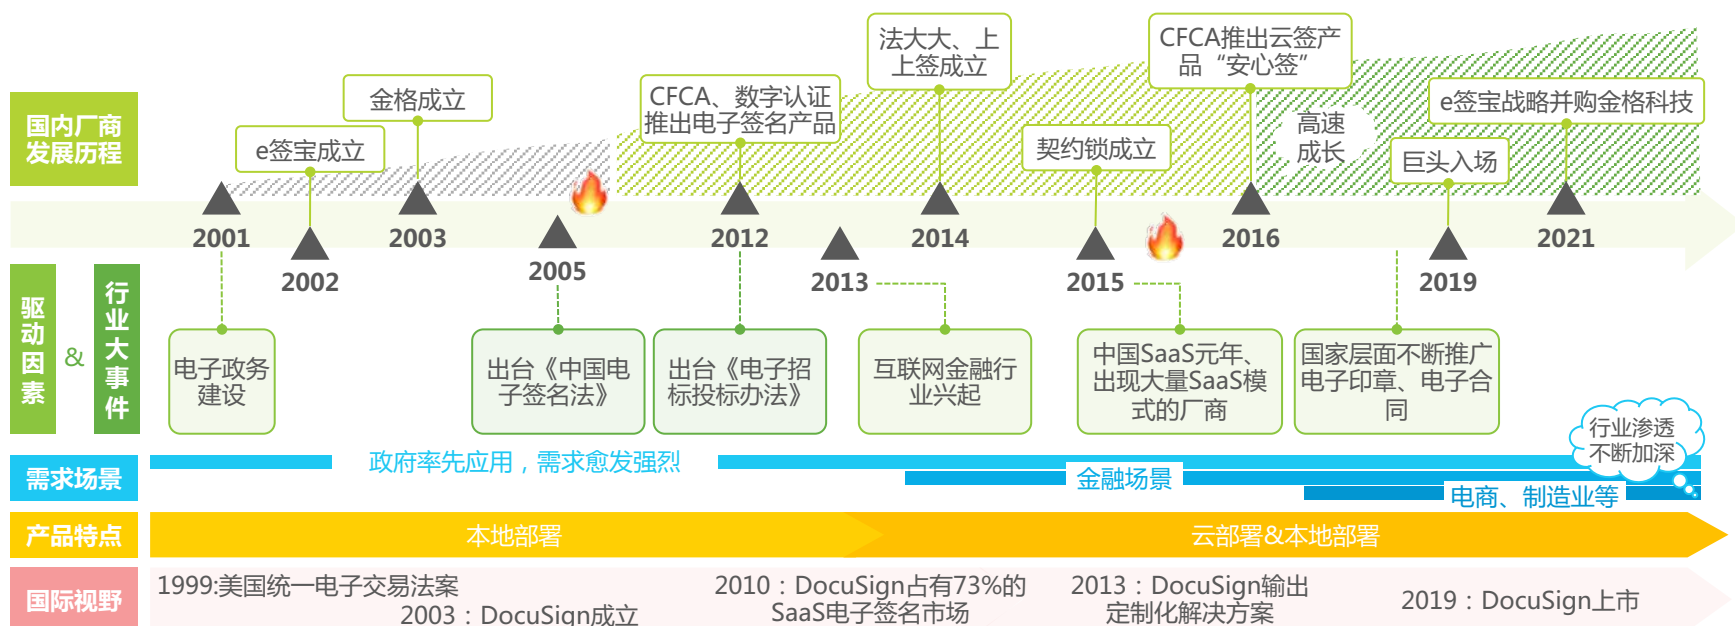 国内厂商
发展历程
e签宝成立
金格成立
CFCA、数字认证
推出电子签名产品
法大大、上
上签成立
契约锁成立
CFCA推出云签产
品“安心签”
高速
成长
巨头入场
e签宝战略并购金格科技
2001
2002
2003
2005
2012
2013
2014
2015
2016
2019
2021
驱动因素
&
行业大事件
电子政务
建设
出台《中国电
子签名法》
出台《电子招
标投标办法》
互联网金融行
业兴起
中国SaaS元年、
出现大量SaaS模
式的厂商
国家层面不断推广
电子印章、电子合
同
行业渗透
不断加深
需求场景
政府率先应用，需求愈发强烈
金融场景
电商、制造业等
产品特点
本地部署
云部署&本地部署
国际视野
1999:美国统一电子交易法案
2003：DocuSign成立
2010：DocuSign占有73%的
SaaS电子签名市场
2013：DocuSign输出
定制化解决方案
2019：DocuSign上市